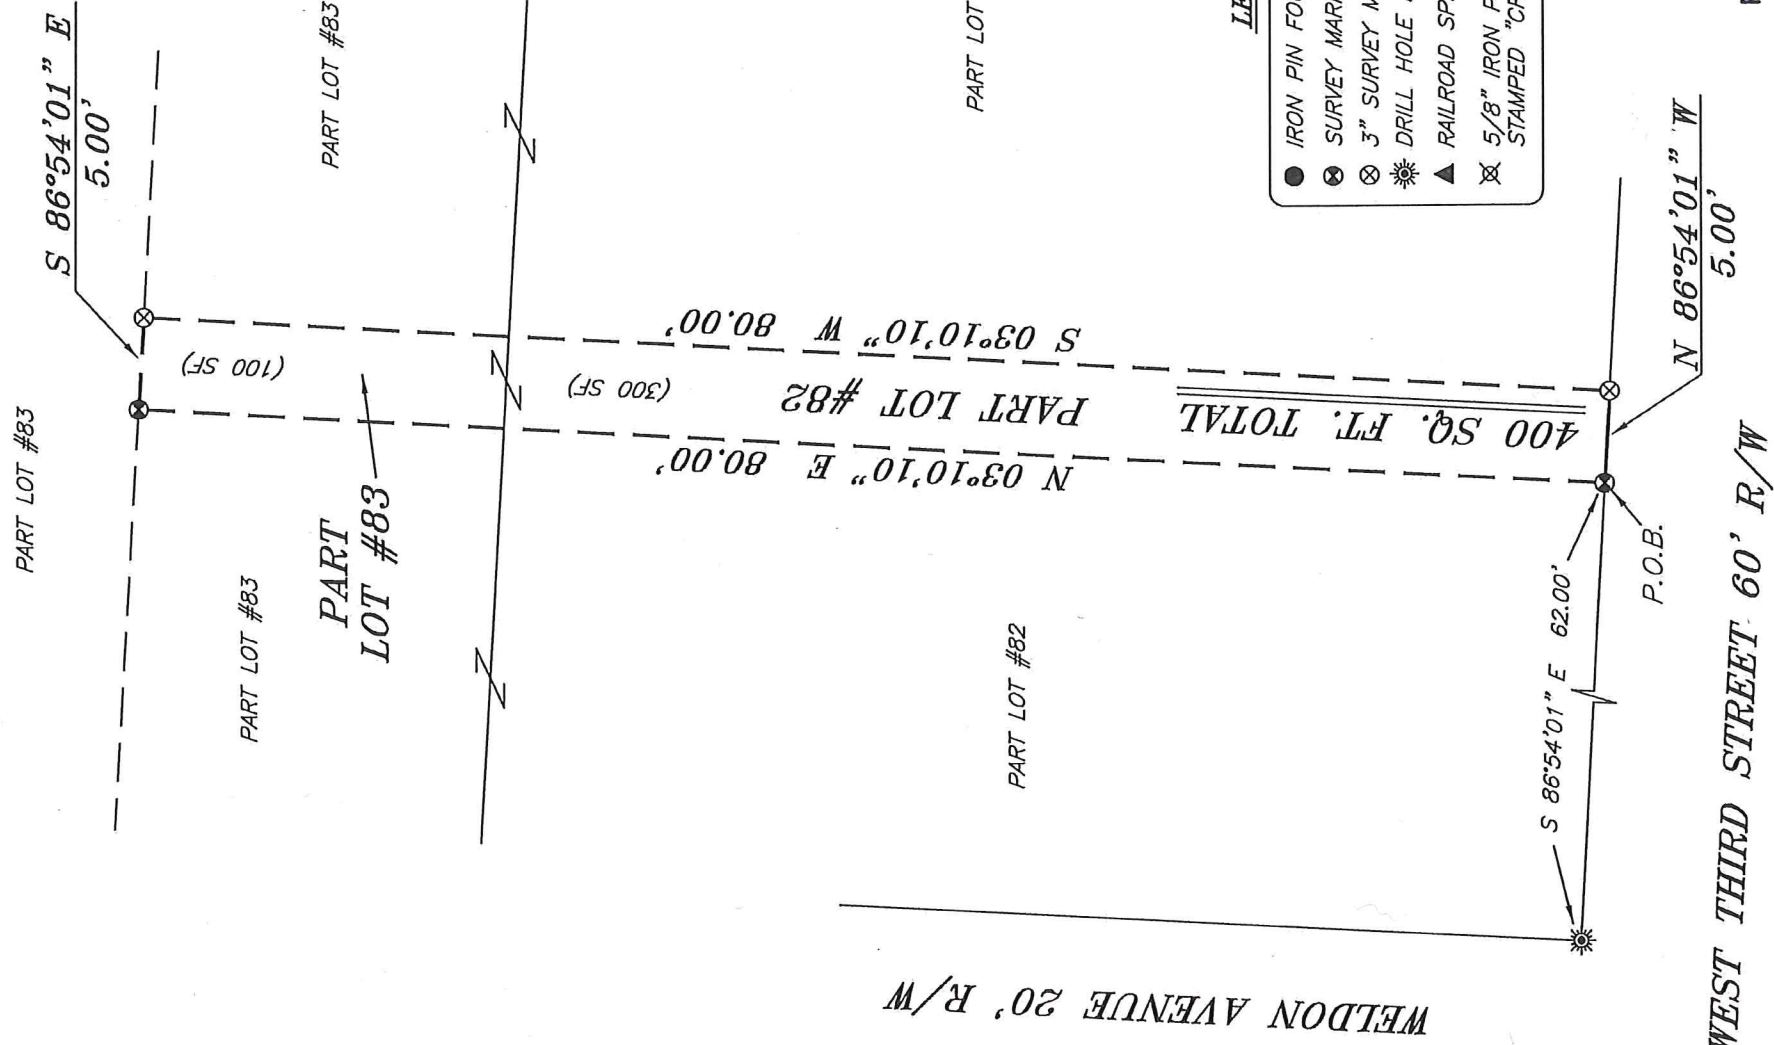 S 86°54'01" E
5.00'
PART LOT #83
PART LOT #83
(100 SF)
PART
LOT #83
PART LOT #83
S 03°10'10" W 80.00'
(300 SF)
PART LOT #82
400 SQ. FT. TOTAL
N 03°10'10" E 80.00'
PART LOT
IRON PIN
SURVEY
3" SURVEY
DRILL HOLE
RAILROAD
5/8" IRON
STAMPED
PART LOT #82
S 86°54'01" E 62.00'
P.O.B.
N 86°54'01" W
5.00'
WELDON AVENUE 20' R/W
WEST THIRD STREET 60' R/W